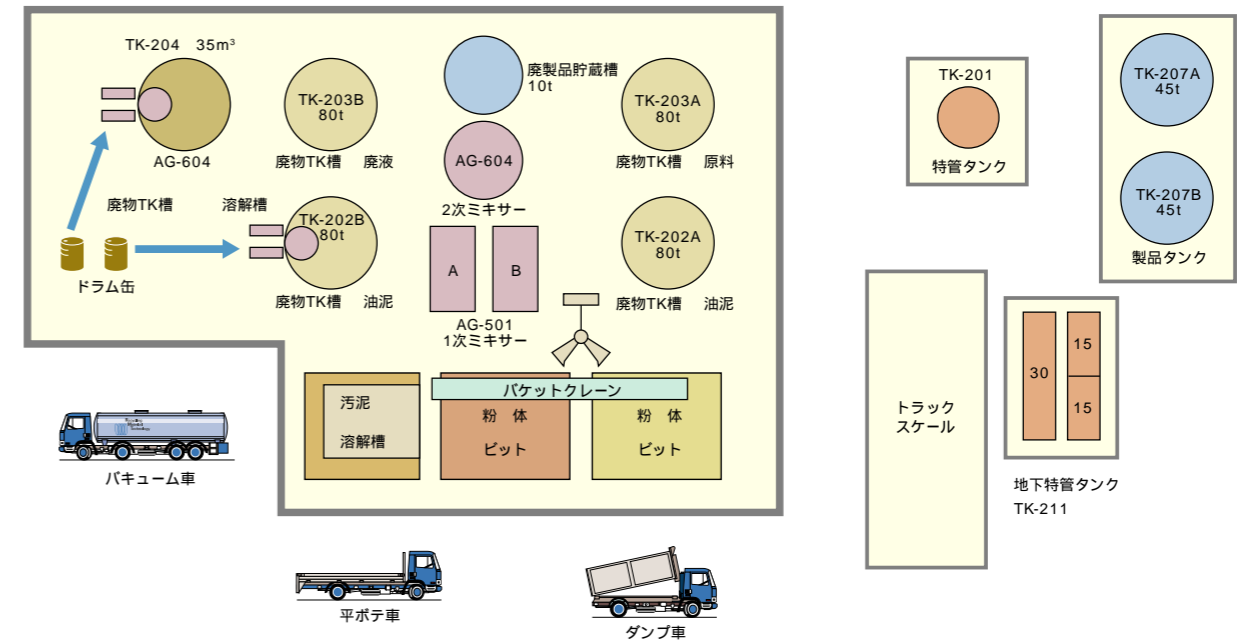 TK-204 35m³
AG-604
TK-203B
80t
廃物TK槽 廃液
廃製品貯蔵槽
10t
AG-604
2次ミキサー
TK-203A
80t
廃物TK槽 原料
廃物TK槽 溶解槽
ドラム缶
TK-202B
80t
廃物TK槽 油泥
A
B
AG-501
1次ミキサー
TK-202A
80t
廃物TK槽 油泥
バケットクレーン
汚泥
溶解槽
粉 体
ピット
粉 体
ピット
バキューム車
平ボテ車
ダンプ車
TK-201
特管タンク
TK-207A
45t
TK-207B
45t
製品タンク
トラック
スケール
30
15
15
地下特管タンク
TK-211